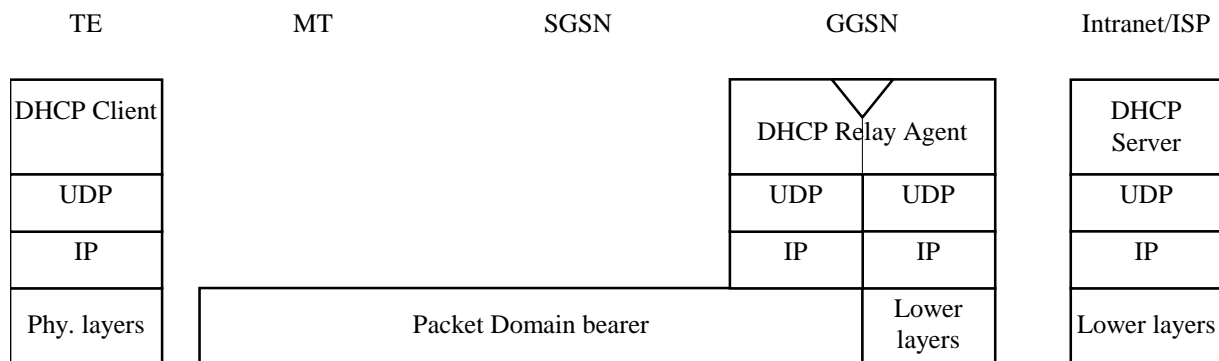 TE MT SGSN GGSN Intranet/ISP
DHCP Client
DHCP Relay Agent
DHCP
Server
UDP UDP UDP UDP
IP IP IP IP
Phy. layers
Packet Domain bearer
Lower
layers
Lower layers